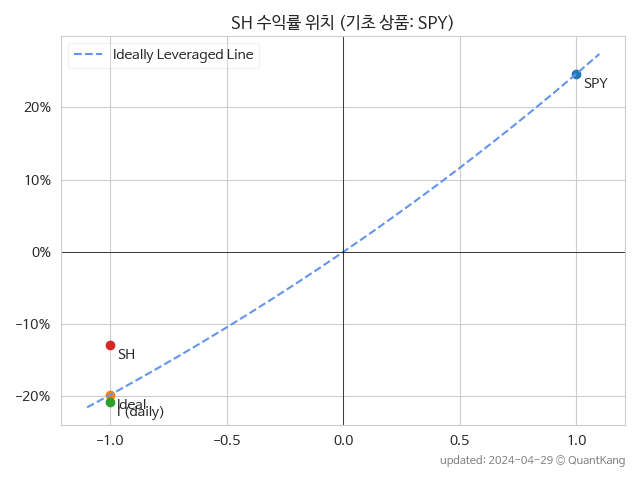 SH 수익률 위치 (기초 상품: SPY)
Ideally Leveraged Line
SPY
20%
10%
0%
−10%
−20%
SH
Ideal
I (daily)
−1.0
−0.5
0.0
0.5
1.0
updated: 2024-04-29 © QuantKang